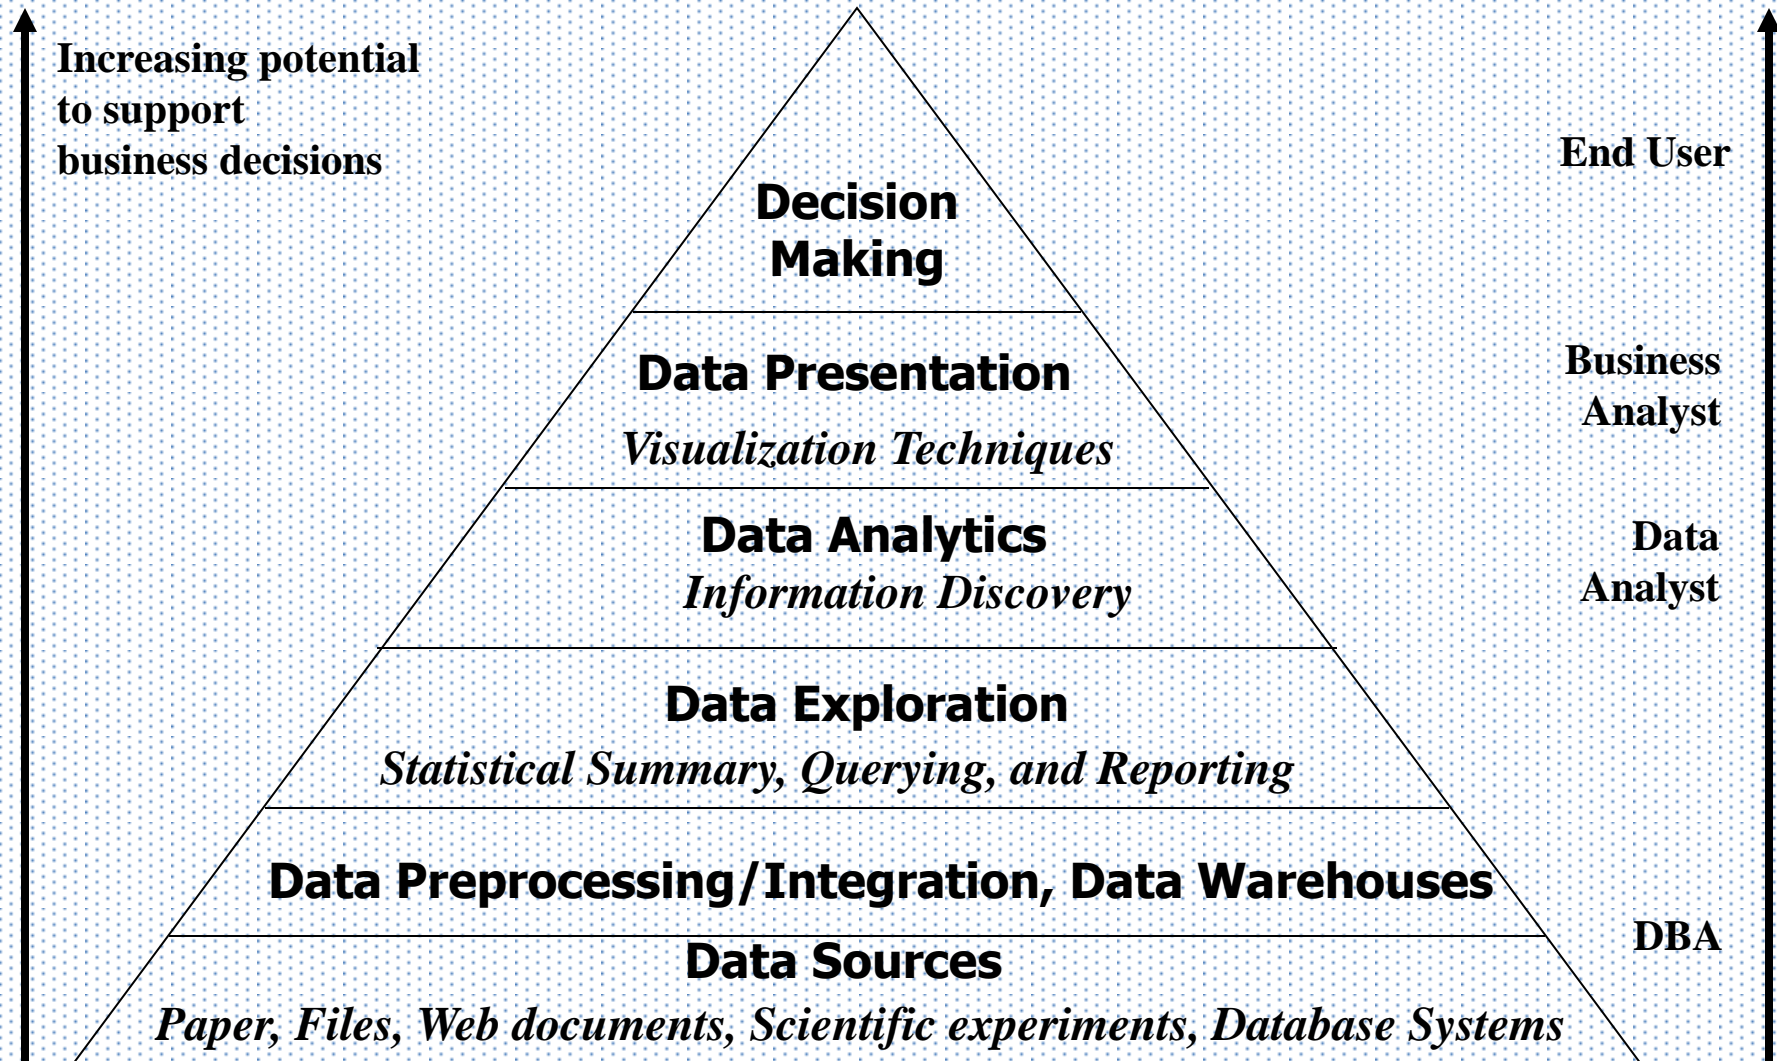 Increasing potential
to support
business decisions
End User
Decision
Making
Data Presentation
Business
Analyst
Visualization Techniques
Data Analytics
Data
Analyst
Information Discovery
Data Exploration
Statistical Summary, Querying, and Reporting
Data Preprocessing/Integration, Data Warehouses
DBA
Data Sources
Paper, Files, Web documents, Scientific experiments, Database Systems